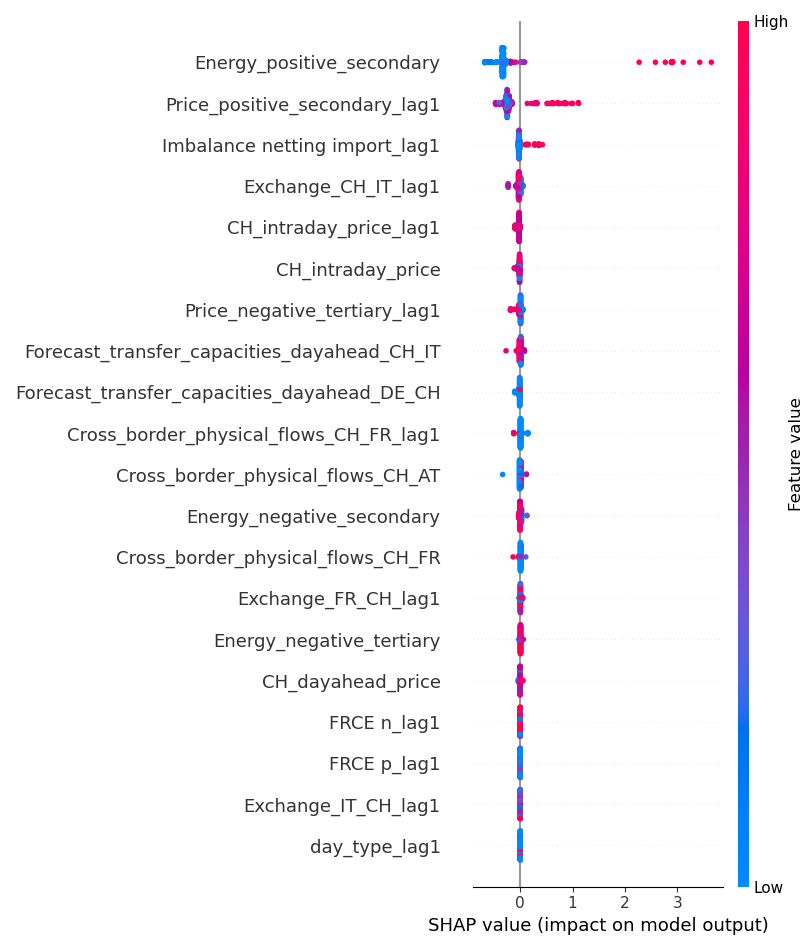 High
Energy_positive_secondary
Price_positive_secondary_lag1
Imbalance netting import_lag1
Exchange_CH_IT_lag1
CH_intraday_price_lag1
CH_intraday_price
Price_negative_tertiary_lag1
Forecast_transfer_capacities_dayahead_CH_IT
Forecast_transfer_capacities_dayahead_DE_CH
Cross_border_physical_flows_CH_FR_lag1
Cross_border_physical_flows_CH_AT
Energy_negative_secondary
Cross_border_physical_flows_CH_FR
Exchange_FR_CH_lag1
Energy_negative_tertiary
CH_dayahead_price
FRCE n_lag1
FRCE p_lag1
Exchange_IT_CH_lag1
day_type_lag1
Feature value
Low
0 1 2 3
SHAP value (impact on model output)